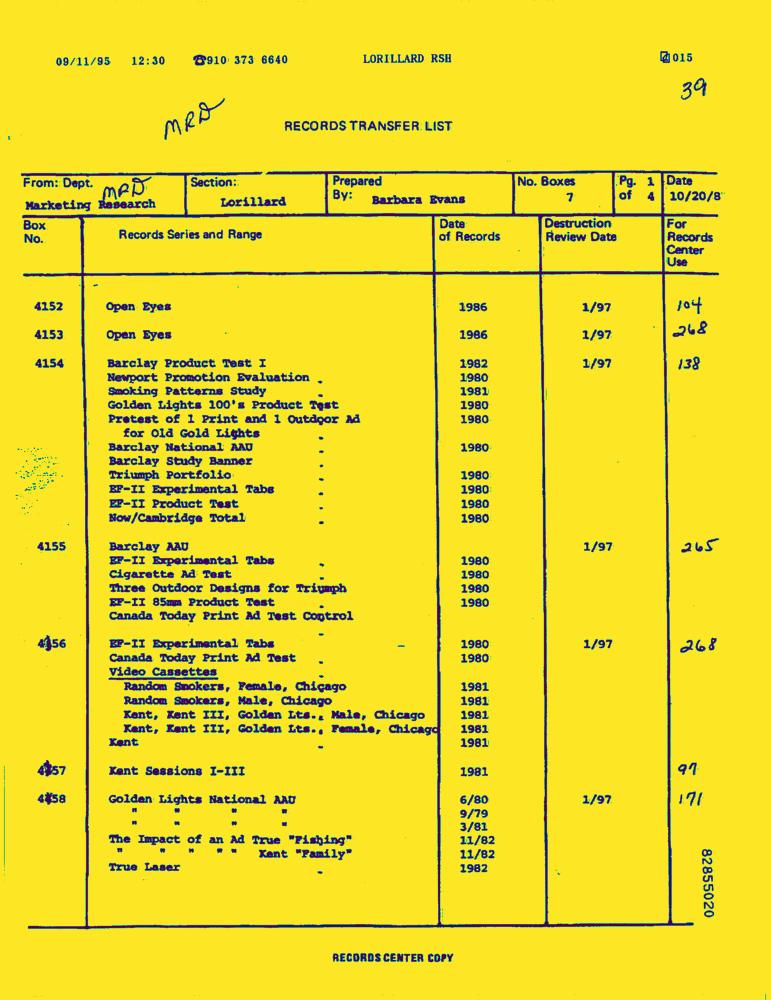 09/11/95 12:30 ☎910 373 6640 LORILLARD RSH 015
39
MRD
RECORDS TRANSFER LIST
From: Dept. MRD Section: Prepared No. Boxes Pg. 1 Date
Marketing Research Lorillard By: Barbara Evans 7 of 4 10/20/8
Box No. Records Series and Range Date of Records Destruction Review Date For Records Center Use
4152 Open Eyes 1986 1/97 104
4153 Open Eyes 1986 1/97 268
4154 Barclay Product Test I 1982 1/97 138
Newport Promotion Evaluation 1980
Smoking Patterns Study 1981
Golden Lights 100's Product Test 1980
Pretest of 1 Print and 1 Outdoor Ad 1980
for Old Gold Lights
Barclay National AAU 1980
Barclay Study Banner
Triumph Portfolio 1980
EF-II Experimental Tabs 1980
EF-II Product Test 1980
Now/Cambridge Total 1980
4155 Barclay AAU 1/97 265
EF-II Experimental Tabs 1980
Cigarette Ad Test 1980
Three Outdoor Designs for Triumph 1980
EF-II 85mm Product Test 1980
Canada Today Print Ad Test Control
4156 EF-II Experimental Tabs 1980 1/97 268
Canada Today Print Ad Test 1980
Video Cassettes
Random Smokers, Female, Chicago 1981
Random Smokers, Male, Chicago 1981
Kent, Kent III, Golden Lts., Male, Chicago 1981
Kent, Kent III, Golden Lts., Female, Chicago 1981
Kent 1981
4157 Kent Sessions I-III 1981 97
4158 Golden Lights National AAU 6/80 1/97 171
" " " " 9/79
" " " " 3/81
The Impact of an Ad True "Fishing" 11/82
" " " " " Kent "Family" 11/82
True Laser 1982
82855020
RECORDS CENTER COPY